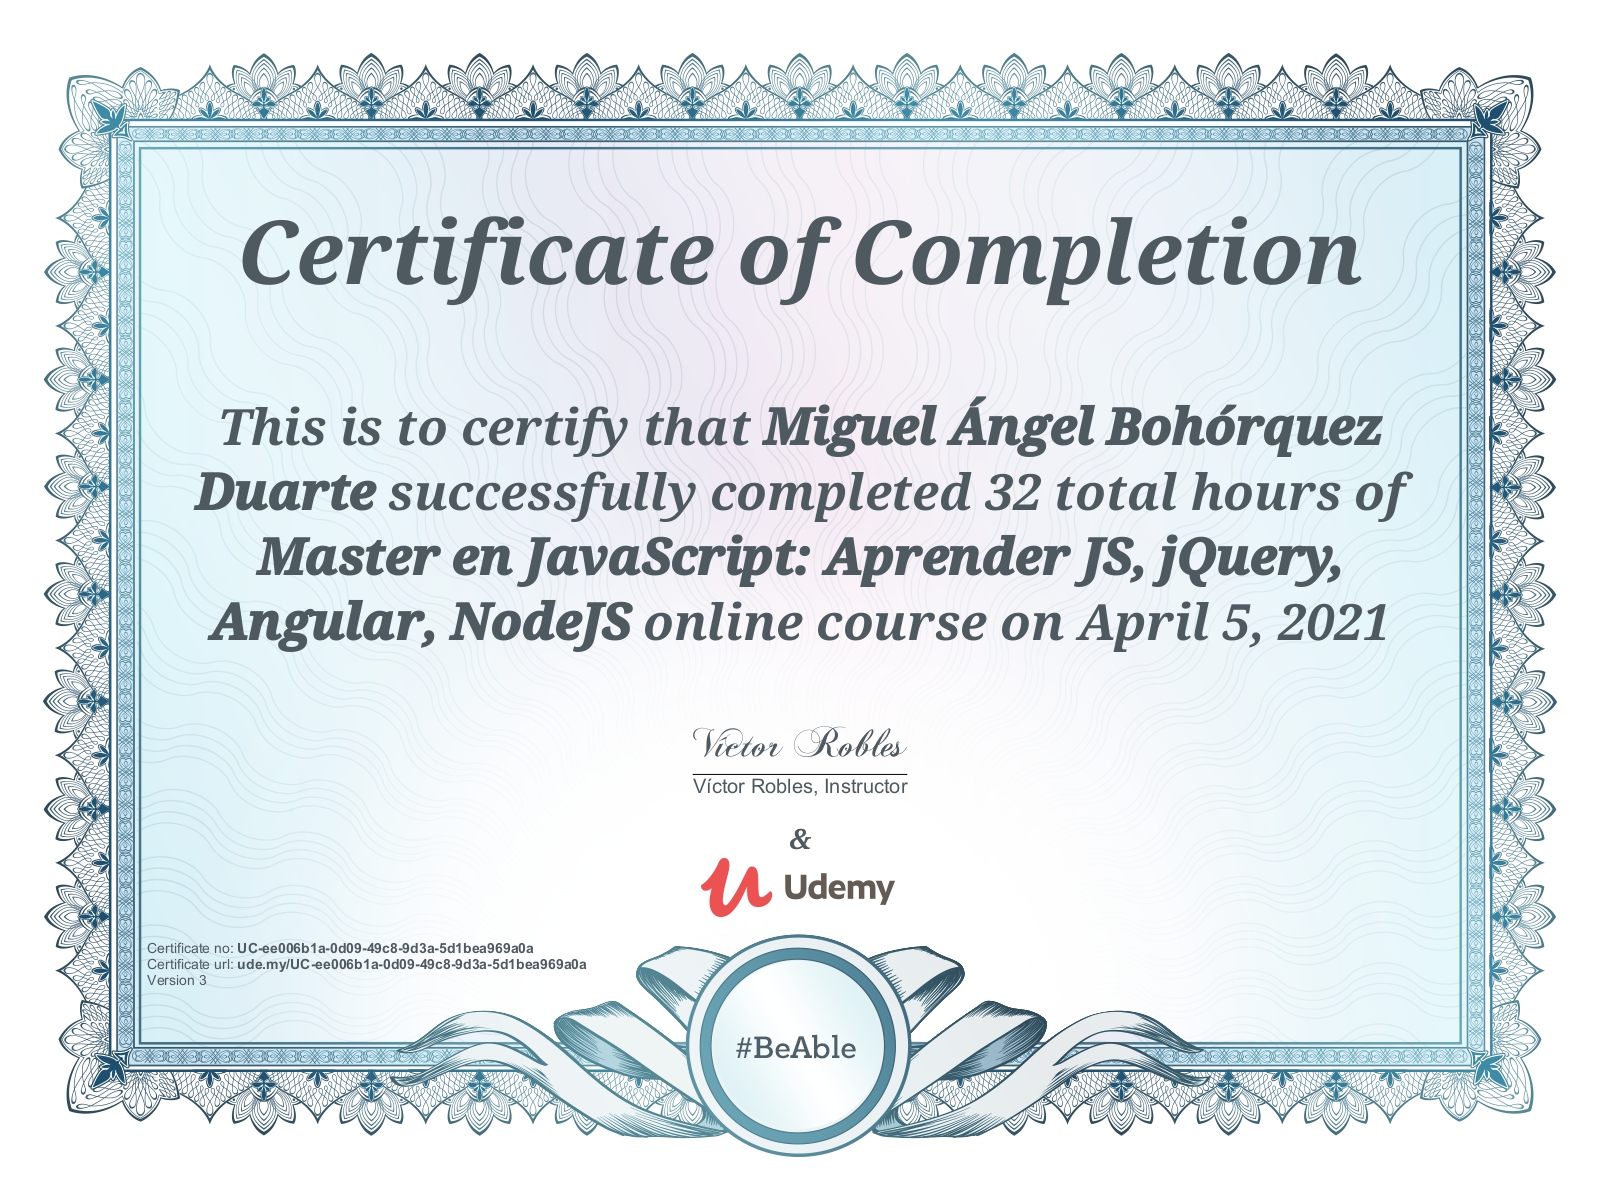 Certificate of Completion
This is to certify that Miguel Ángel Bohórquez
Duarte successfully completed 32 total hours of
Master en JavaScript: Aprender JS, jQuery,
Angular, NodeJS online course on April 5, 2021
Víctor Robles
Víctor Robles, Instructor
&
Udemy
Certificate no: UC-ee006b1a-0d09-49c8-9d3a-5d1bea969a0a
Certificate url: ude.my/UC-ee006b1a-0d09-49c8-9d3a-5d1bea969a0a
Version 3
#BeAble